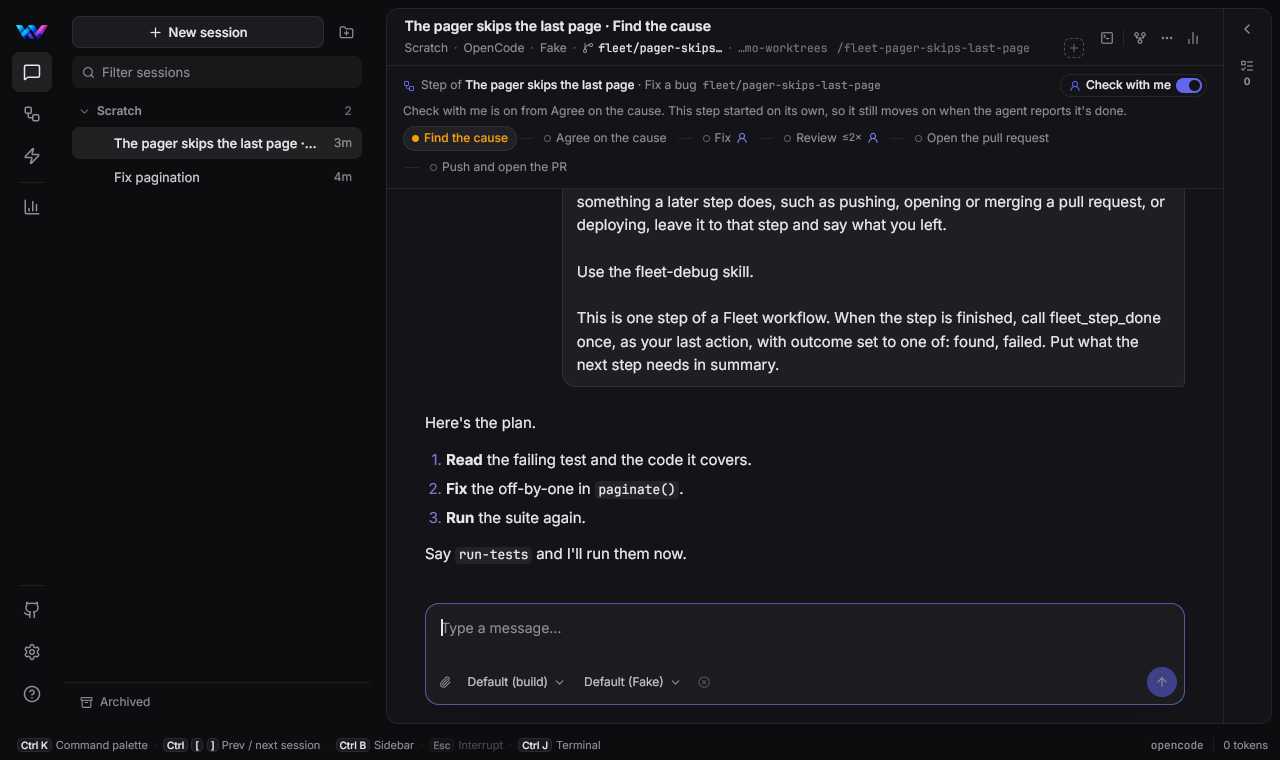 New session
Filter sessions
Scratch 2
The pager skips the last page ·... 3m
Fix pagination 4m
Archived
The pager skips the last page · Find the cause
Scratch · OpenCode · Fake · fleet/pager-skips… · …mo-worktrees /fleet-pager-skips-last-page
Step of The pager skips the last page · Fix a bug fleet/pager-skips-last-page
Check with me
Check with me is on from Agree on the cause. This step started on its own, so it still moves on when the agent reports it's done.
Find the cause Agree on the cause Fix Review ≤2× Open the pull request
Push and open the PR
0
something a later step does, such as pushing, opening or merging a pull request, or
deploying, leave it to that step and say what you left.
Use the fleet-debug skill.
This is one step of a Fleet workflow. When the step is finished, call fleet_step_done
once, as your last action, with outcome set to one of: found, failed. Put what the
next step needs in summary.
Here's the plan.
1. Read the failing test and the code it covers.
2. Fix the off-by-one in paginate().
3. Run the suite again.
Say run-tests and I'll run them now.
Type a message...
Default (build) Default (Fake)
Ctrl K Command palette · Ctrl [ ] Prev / next session · Ctrl B Sidebar · Esc Interrupt · Ctrl J Terminal
opencode 0 tokens